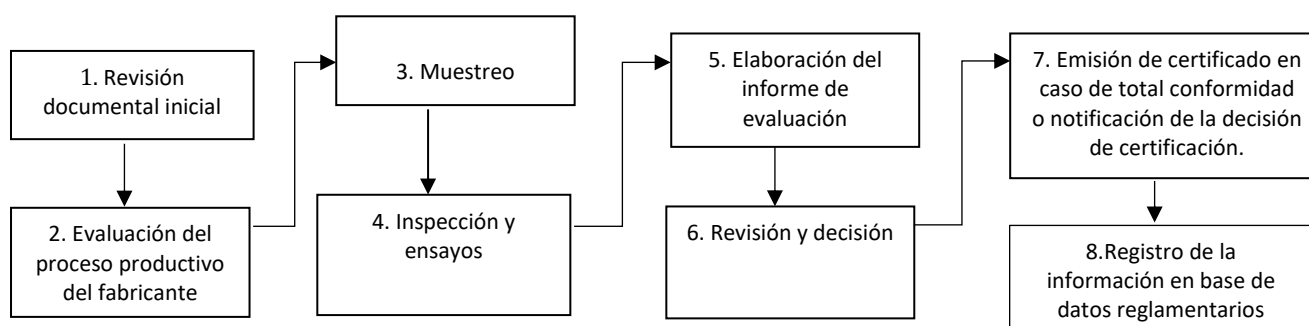 1. Revisión
documental inicial
2. Evaluación del
proceso productivo
del fabricante
3. Muestreo
4. Inspección y
ensayos
5. Elaboración del
informe de
evaluación
6. Revisión y decisión
7. Emisión de certificado en
caso de total conformidad
o notificación de la decisión
de certificación.
8.Registro de la
información en base de
datos reglamentarios